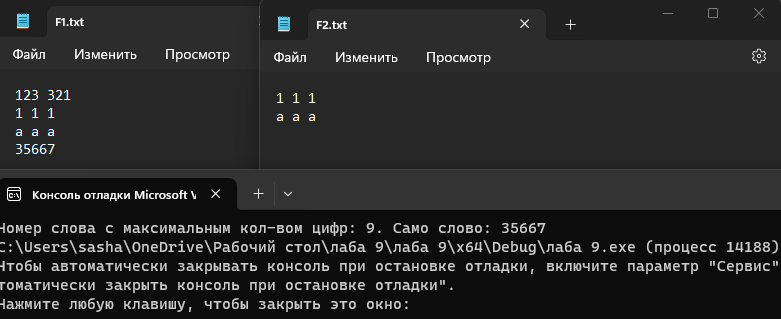 F1.txt
Файл Изменить Просмотр
123 321
1 1 1
a a a
35667
F2.txt
Файл Изменить Просмотр
1 1 1
a a a
Консоль отладки Microsoft V
Номер слова с максимальным кол-вом цифр: 9. Само слово: 35667
C:\Users\sasha\OneDrive\Рабочий стол\лаба 9\лаба 9\x64\Debug\лаба 9.exe (процесс 14188)
Чтобы автоматически закрывать консоль при остановке отладки, включите параметр "Сервис"
томатически закрыть консоль при остановке отладки".
Нажмите любую клавишу, чтобы закрыть это окно: